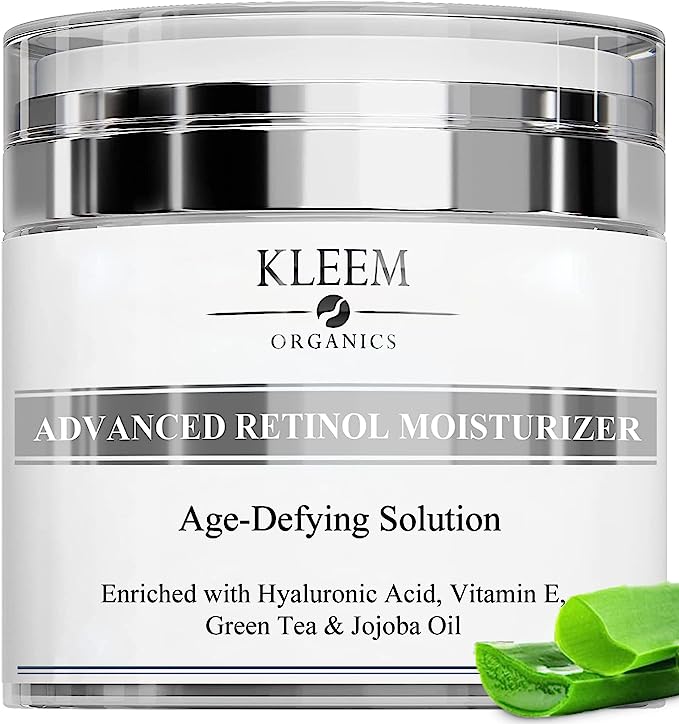 KLEEM
ORGANICS
ADVANCED RETINOL MOISTURIZER
Age-Defying Solution
Enriched with Hyaluronic Acid, Vitamin E,
Green Tea & Jojoba Oil